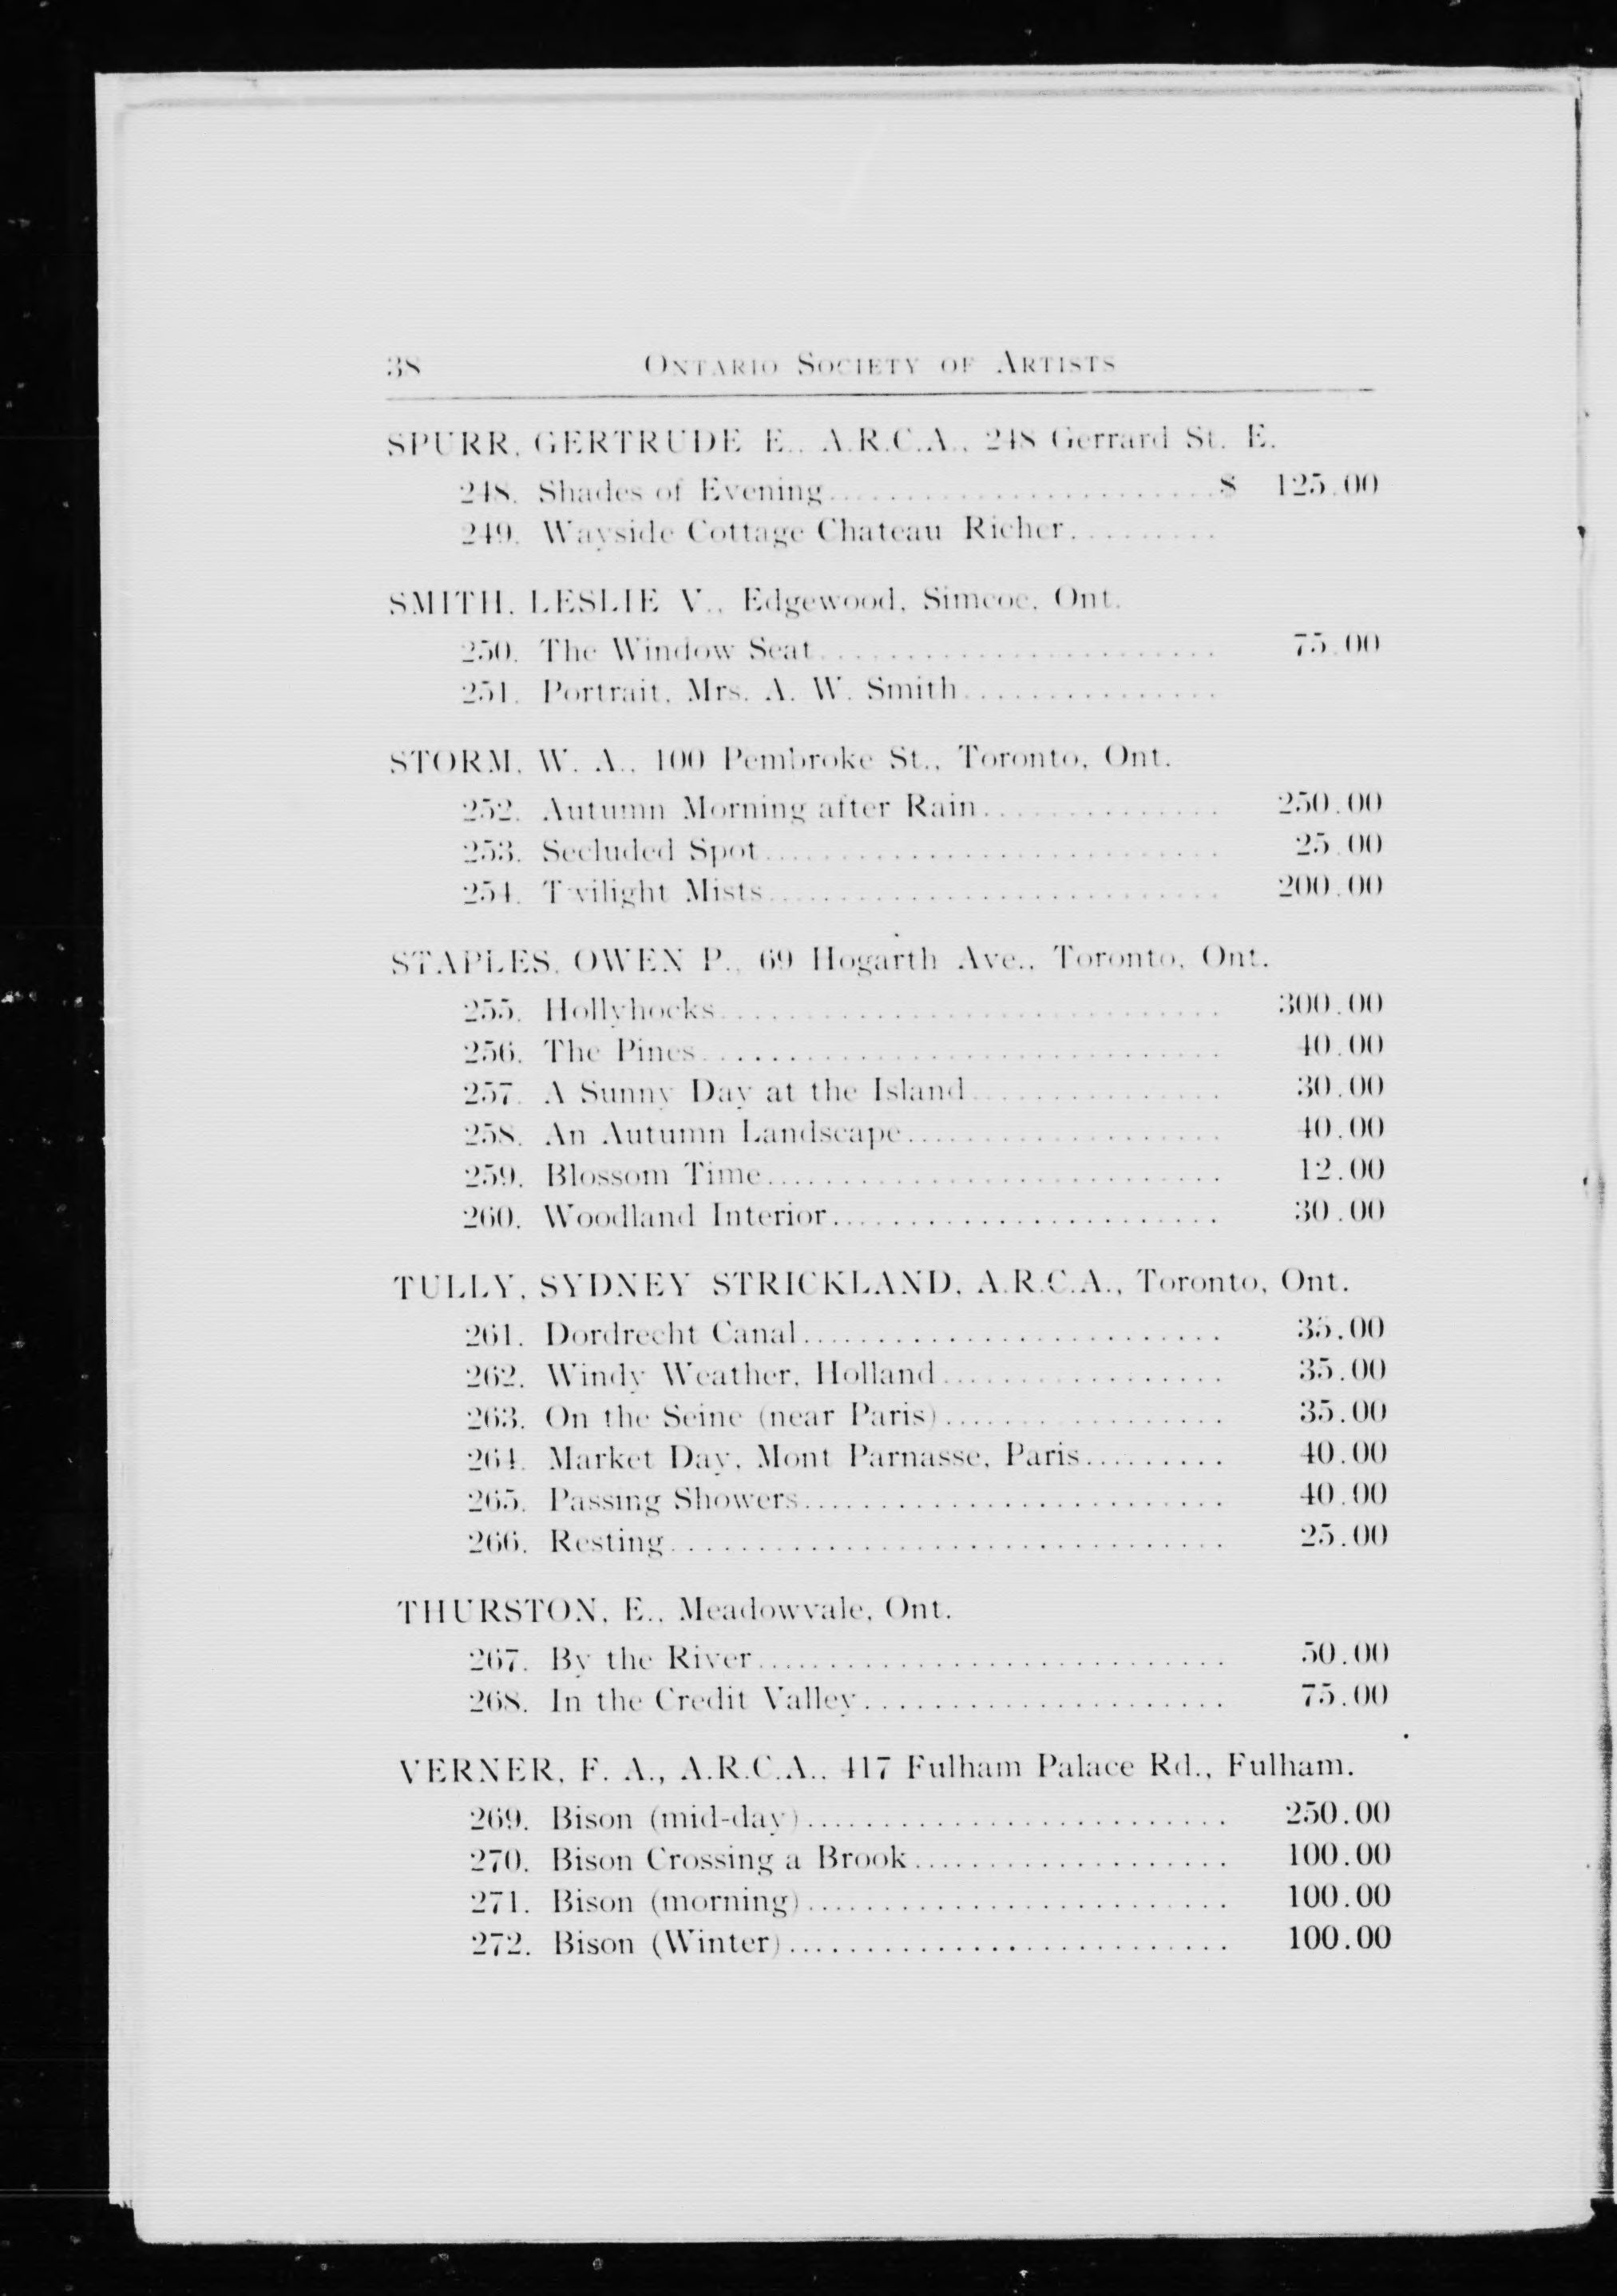 38 Ontario Society of Artists
SPURR, GERTRUDE E., A.R.C.A., 248 Gerrard St. E.
248. Shades of Evening........................$ 125.00
249. Wayside Cottage Chateau Richer.........
SMITH, LESLIE V., Edgewood, Simcoe, Ont.
250. The Window Seat........................ 75.00
251. Portrait, Mrs. A. W. Smith...............
STORM, W. A., 100 Pembroke St., Toronto, Ont.
252. Autumn Morning after Rain.............. 250.00
253. Secluded Spot.......................... 25.00
254. Twilight Mists.......................... 200.00
STAPLES, OWEN P., 69 Hogarth Ave., Toronto, Ont.
255. Hollyhocks............................. 300.00
256. The Pines.............................. 40.00
257. A Sunny Day at the Island............... 30.00
258. An Autumn Landscape................... 40.00
259. Blossom Time........................... 12.00
260. Woodland Interior....................... 30.00
TULLY, SYDNEY STRICKLAND, A.R.C.A., Toronto, Ont.
261. Dordrecht Canal......................... 35.00
262. Windy Weather, Holland................. 35.00
263. On the Seine (near Paris)................. 35.00
264. Market Day, Mont Parnasse, Paris......... 40.00
265. Passing Showers......................... 40.00
266. Resting................................ 25.00
THURSTON, E., Meadowvale, Ont.
267. By the River............................ 50.00
268. In the Credit Valley...................... 75.00
VERNER, F. A., A.R.C.A., 417 Fulham Palace Rd., Fulham.
269. Bison (mid-day)......................... 250.00
270. Bison Crossing a Brook................... 100.00
271. Bison (morning)......................... 100.00
272. Bison (Winter).......................... 100.00